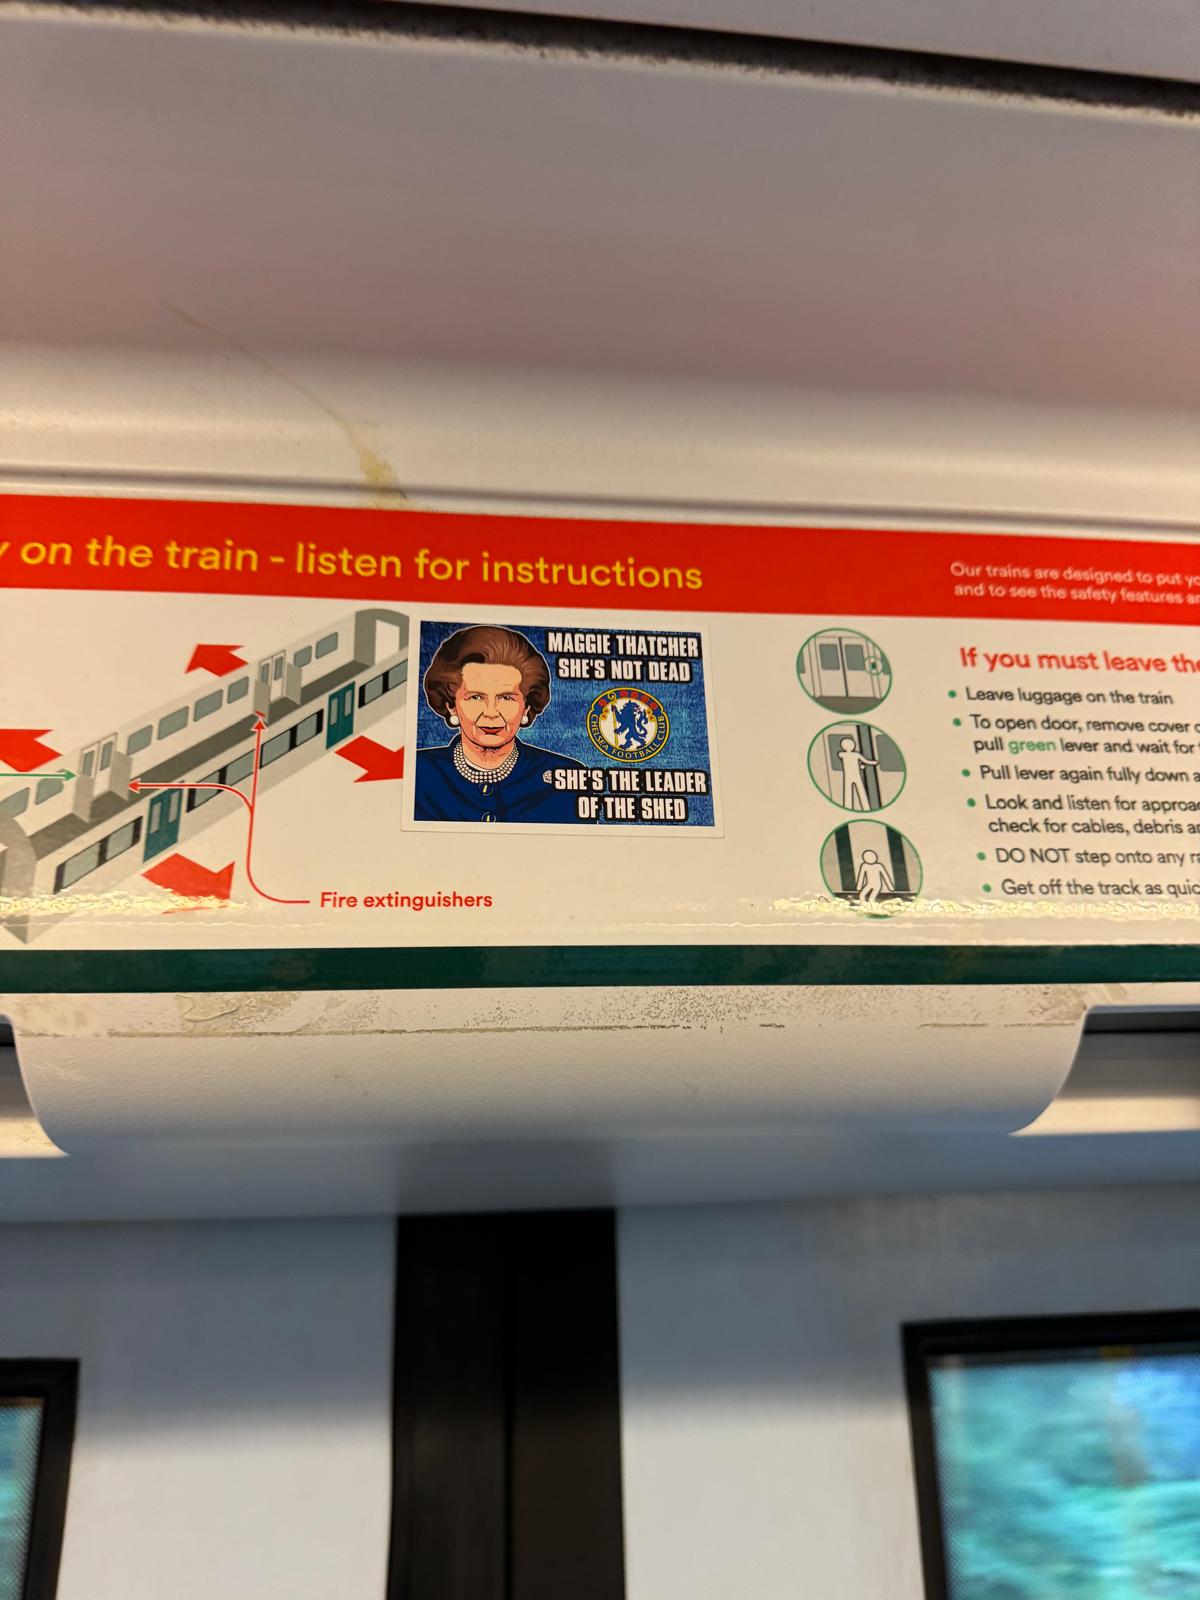 on the train - listen for instructions
Our trains are designed to put
and to see the safety features
MAGGIE THATCHER
SHE'S NOT DEAD
CHELSEA FOOTBALL CLUB
SHE'S THE LEADER
OF THE SHED
Fire extinguishers
If you must leave the
Leave luggage on the train
To open door, remove cover
pull green lever and wait for
Pull lever again fully down
Look and listen for
check for cables, debris
DO NOT step onto any
Get off the track as